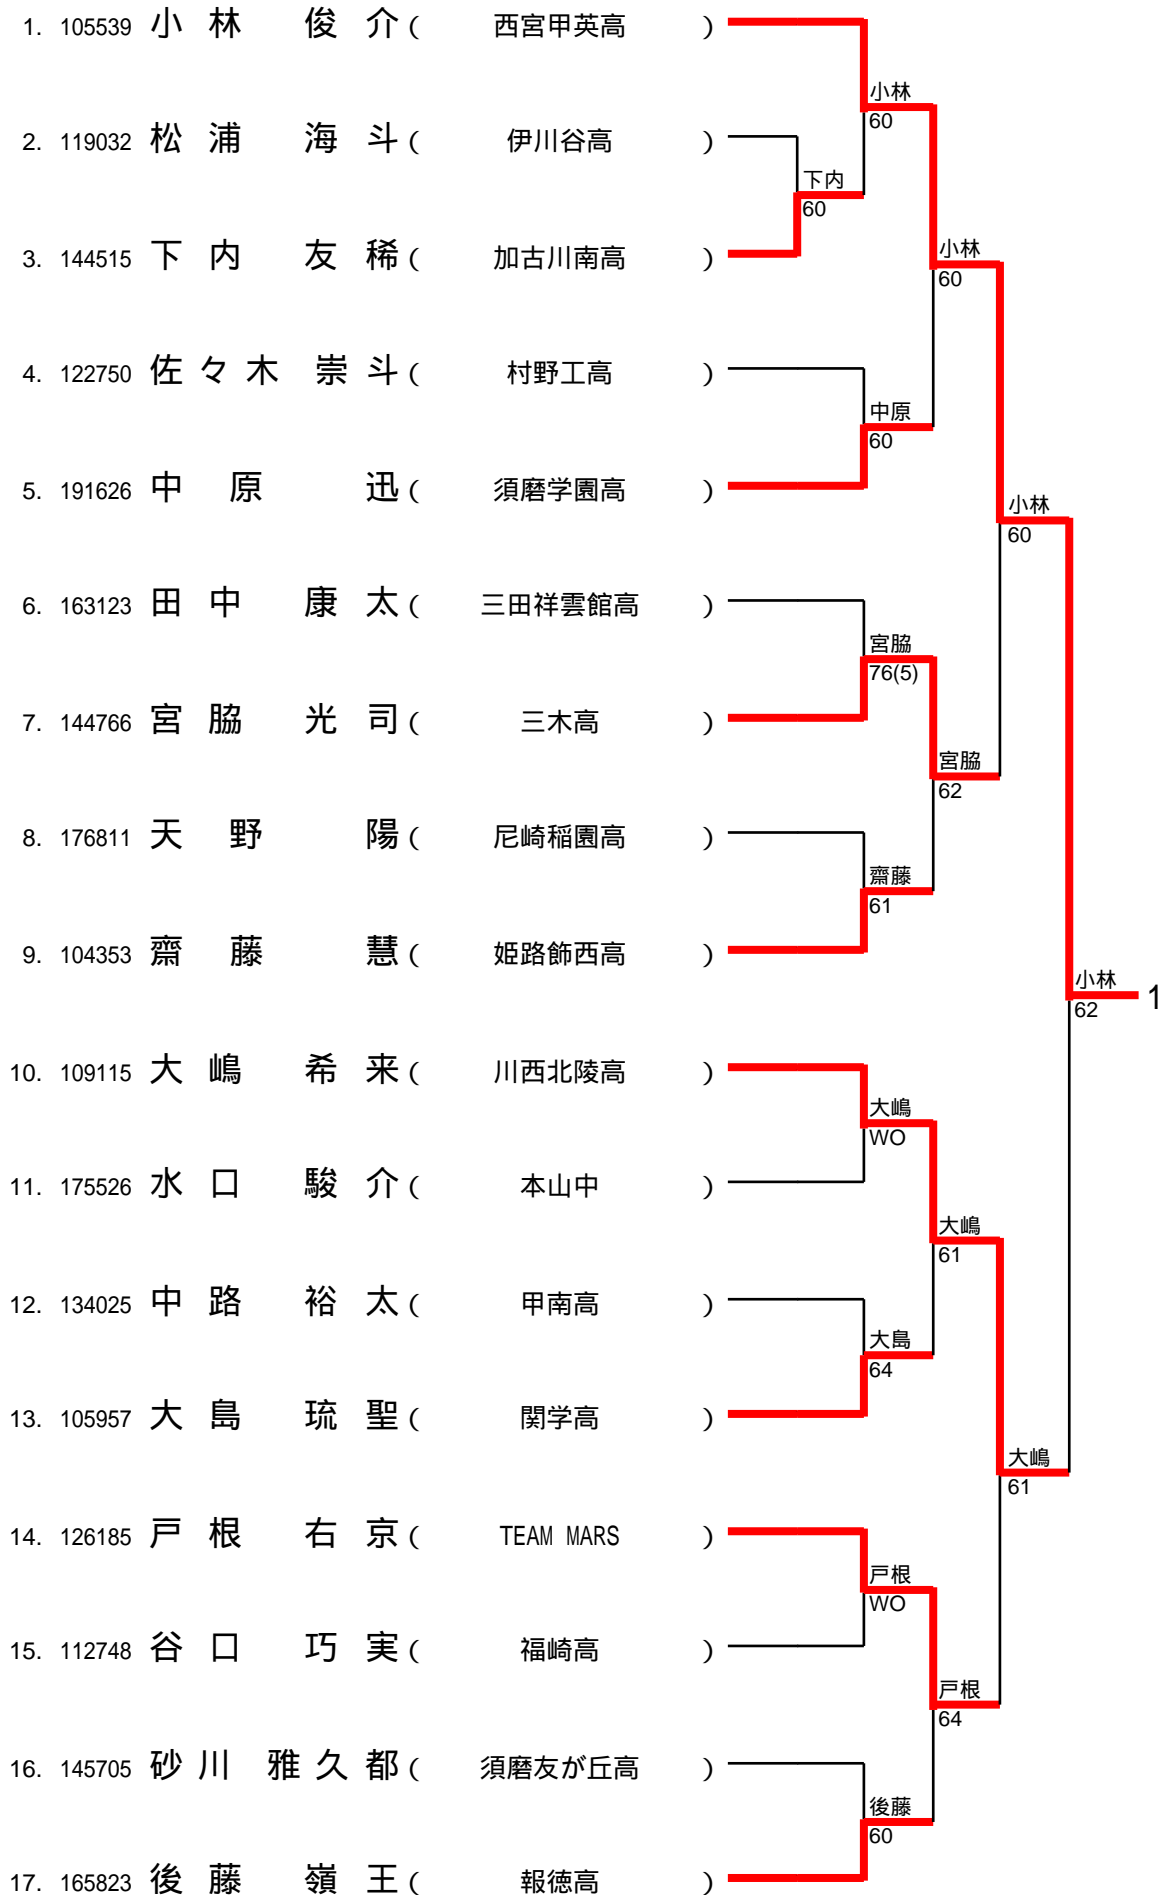 1. 105539 小林 俊介 ( 西宮甲英高 )
小林
60
2. 119032 松浦 海斗 ( 伊川谷高 )
下内
60
3. 144515 下内 友稀 ( 加古川南高 )
小林
60
4. 122750 佐々木 崇斗 ( 村野工高 )
中原
60
5. 191626 中原 迅 ( 須磨学園高 )
小林
60
6. 163123 田中 康太 ( 三田祥雲館高 )
宮脇
76(5)
7. 144766 宮脇 光司 ( 三木高 )
宮脇
62
8. 176811 天野 陽 ( 尼崎稲園高 )
齋藤
61
9. 104353 齋藤 慧 ( 姫路飾西高 )
小林
62
1
10. 109115 大嶋 希来 ( 川西北陵高 )
大嶋
WO
11. 175526 水口 駿介 ( 本山中 )
大嶋
61
12. 134025 中路 裕太 ( 甲南高 )
大島
64
13. 105957 大島 琉聖 ( 関学高 )
大嶋
61
14. 126185 戸根 右京 ( TEAM MARS )
戸根
WO
15. 112748 谷口 巧実 ( 福崎高 )
戸根
64
16. 145705 砂川 雅久都 ( 須磨友が丘高 )
後藤
60
17. 165823 後藤 嶺王 ( 報徳高 )